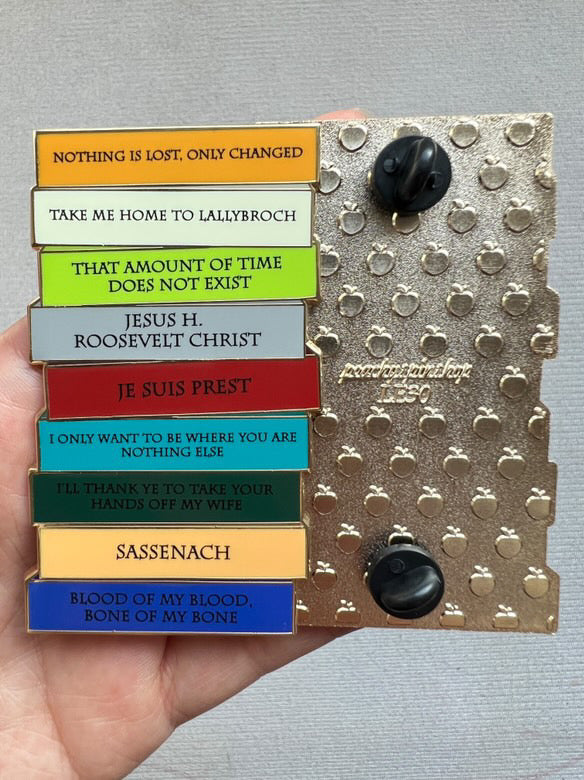 NOTHING IS LOST, ONLY CHANGED
TAKE ME HOME TO LALLYBROCH
THAT AMOUNT OF TIME
DOES NOT EXIST
JESUS H.
ROOSEVELT CHRIST
JE SUIS PREST
I ONLY WANT TO BE WHERE YOU ARE
NOTHING ELSE
I'LL THANK YE TO TAKE YOUR
HANDS OFF MY WIFE
SASSENACH
BLOOD OF MY BLOOD,
BONE OF MY BONE
peachespinshop
LE30